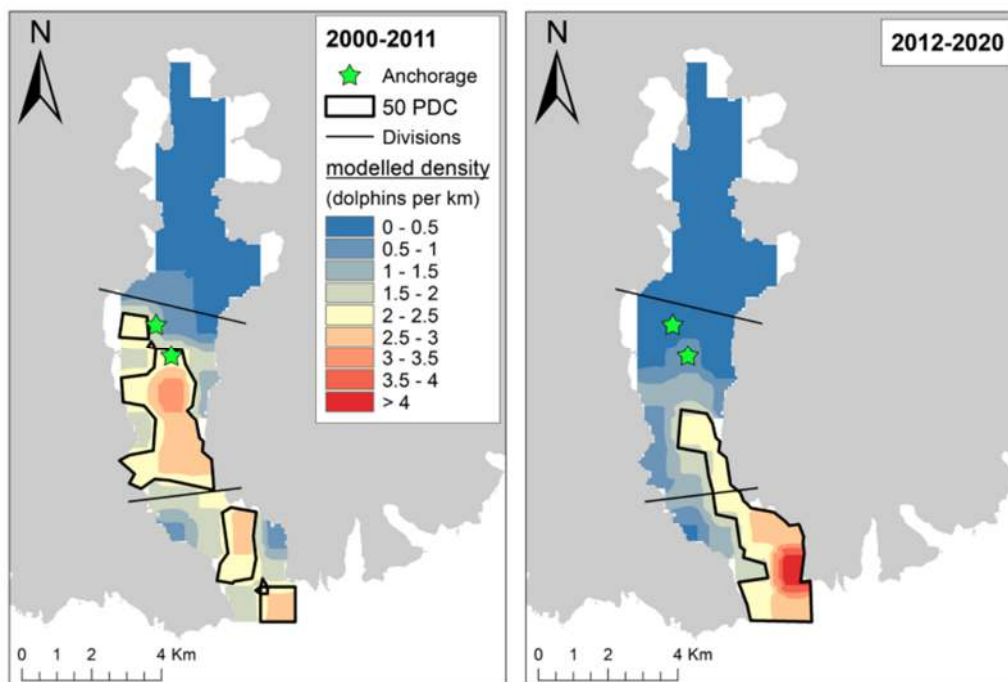 N
2000-2011
Anchorage
50 PDC
Divisions
modelled density
(dolphins per km)
0 - 0.5
0.5 - 1
1 - 1.5
1.5 - 2
2 - 2.5
2.5 - 3
3 - 3.5
3.5 - 4
> 4
0 1 2 4 Km
N
2012-2020
0 1 2 4 Km